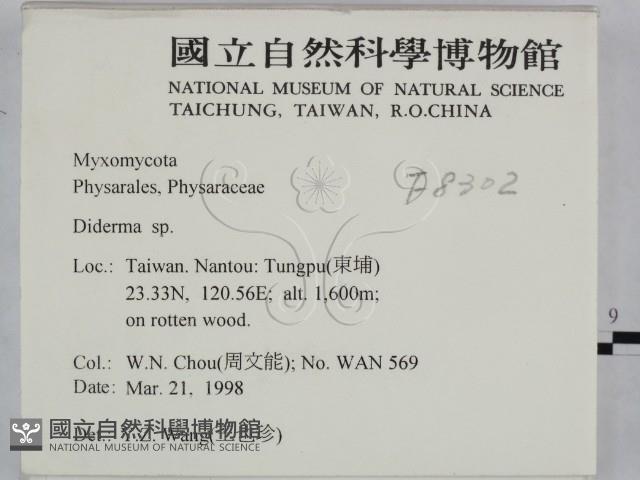 國立自然科學博物館
NATIONAL MUSEUM OF NATURAL SCIENCE
TAICHUNG, TAIWAN, R.O.CHINA
Myxomycota
Physarales, Physaraceae
F8302
Diderma sp.
Loc.: Taiwan. Nantou: Tungpu(東埔)
23.33N, 120.56E; alt. 1,600m;
on rotten wood.
Col.: W.N. Chou(周文能); No. WAN 569
Date: Mar. 21, 1998
Det.: Wang
國立自然科學博物館
NATIONAL MUSEUM OF NATURAL SCIENCE
9